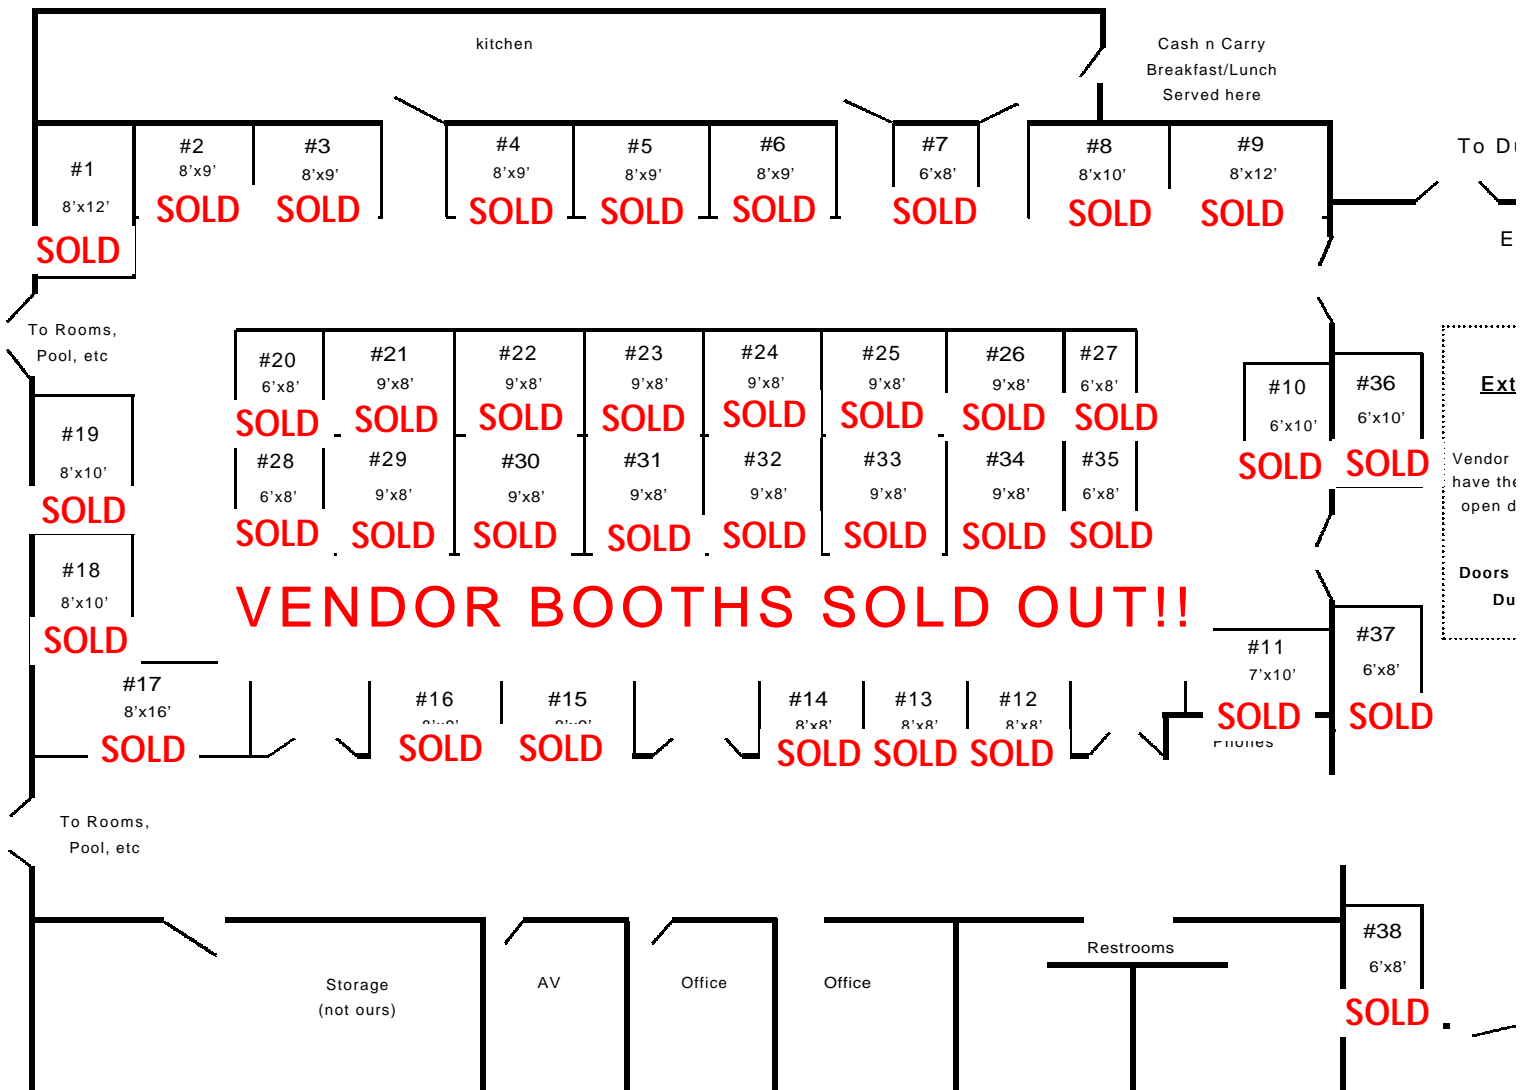 kitchen
Cash n Carry
Breakfast/Lunch
Served here
#1
8'x12'
SOLD
#2
8'x9'
SOLD
#3
8'x9'
SOLD
#4
8'x9'
SOLD
#5
8'x9'
SOLD
#6
8'x9'
SOLD
#7
6'x8'
SOLD
#8
8'x10'
SOLD
#9
8'x12'
SOLD
To
E
To Rooms,
Pool, etc
#20
6'x8'
SOLD
#21
9'x8'
SOLD
#22
9'x8'
SOLD
#23
9'x8'
SOLD
#24
9'x8'
SOLD
#25
9'x8'
SOLD
#26
9'x8'
SOLD
#27
6'x8'
SOLD
#10
6'x10'
SOLD
#36
6'x10'
SOLD
Ext
Vendor
have the
open d
Doors
Du
#19
8'x10'
SOLD
#28
6'x8'
SOLD
#29
9'x8'
SOLD
#30
9'x8'
SOLD
#31
9'x8'
SOLD
#32
9'x8'
SOLD
#33
9'x8'
SOLD
#34
9'x8'
SOLD
#35
6'x8'
SOLD
#18
8'x10'
SOLD
VENDOR BOOTHS SOLD OUT!!
#17
8'x16'
SOLD
#16
SOLD
#15
SOLD
#14
8'x8'
SOLD
#13
8'x8'
SOLD
#12
8'x8'
SOLD
#11
7'x10'
SOLD
Phones
#37
6'x8'
SOLD
To Rooms,
Pool, etc
Storage
(not ours)
AV
Office
Office
Restrooms
#38
6'x8'
SOLD